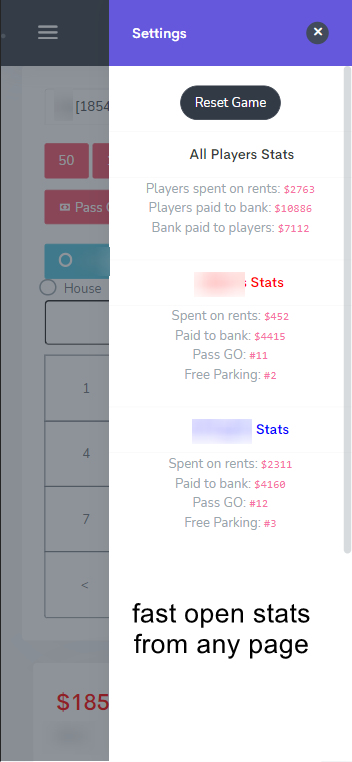 Settings
Reset Game
All Players Stats
Players spent on rents: $2763
Players paid to bank: $10886
Bank paid to players: $7112
Stats
Spent on rents: $452
Paid to bank: $4415
Pass GO: #11
Free Parking: #2
Stats
Spent on rents: $2311
Paid to bank: $4160
Pass GO: #12
Free Parking: #3
fast open stats
from any page
[1854
50
Pass
House
1
4
7
<
$185